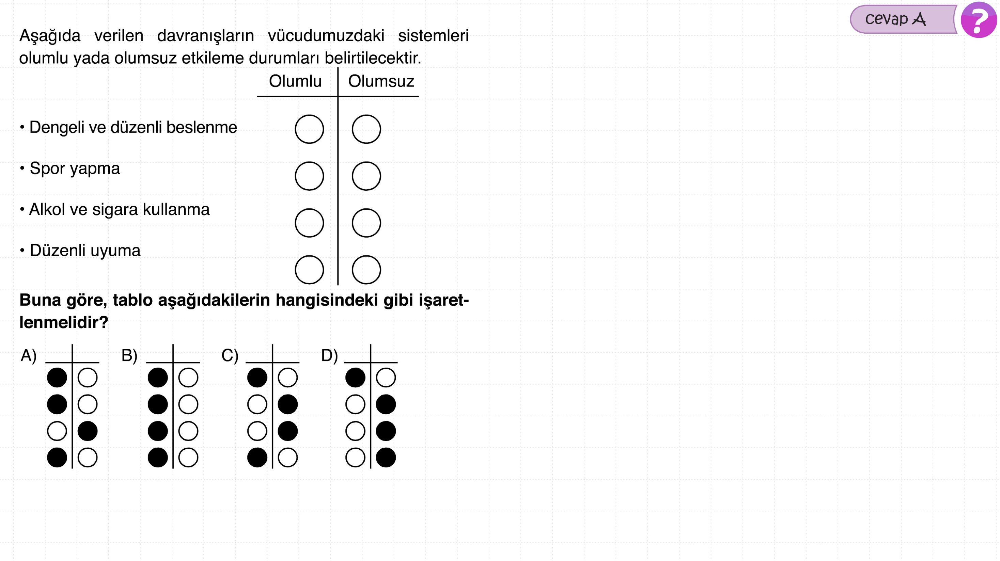 cevap A
?
Aşağıda verilen davranışların vücudumuzdaki sistemleri
olumlu yada olumsuz etkileme durumları belirtilecektir.
Olumlu Olumsuz
• Dengeli ve düzenli beslenme
• Spor yapma
• Alkol ve sigara kullanma
• Düzenli uyuma
Buna göre, tablo aşağıdakilerin hangisindeki gibi işaret-
lenmelidir?
A) B) C) D)